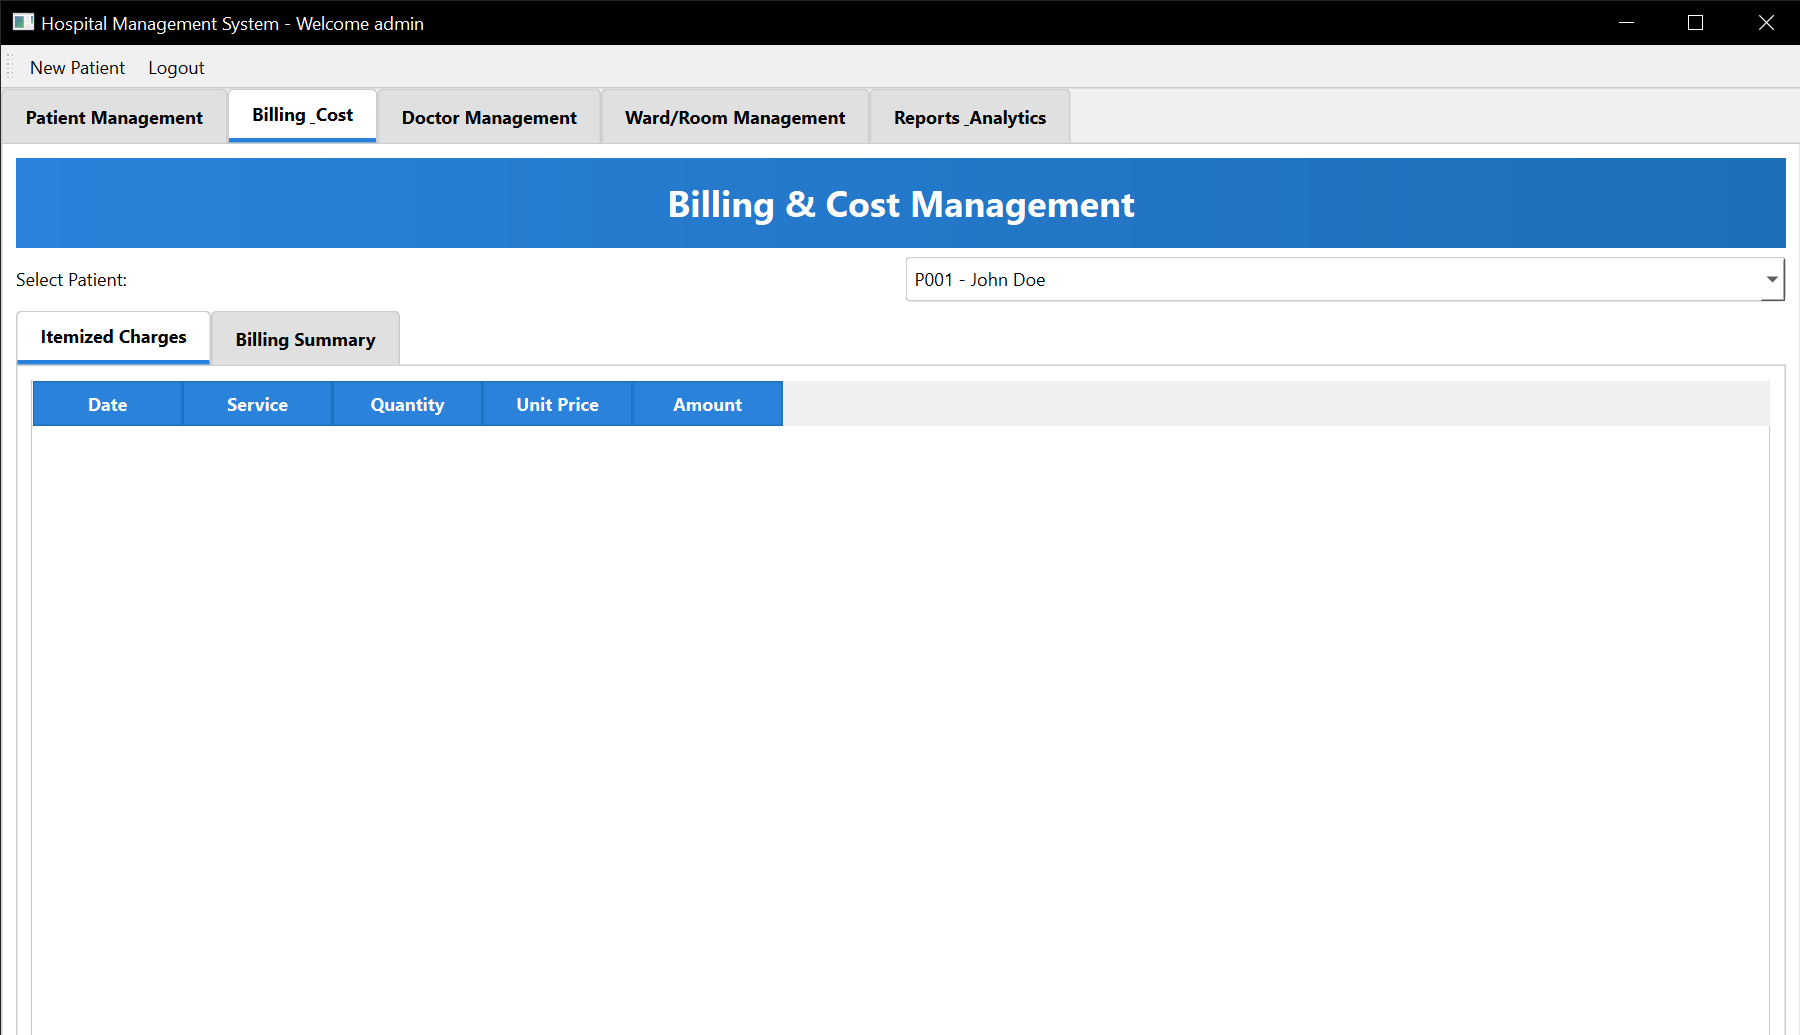 Hospital Management System - Welcome admin
New Patient Logout
Patient Management Billing _Cost Doctor Management Ward/Room Management Reports _Analytics
Billing & Cost Management
Select Patient: P001 - John Doe
Itemized Charges Billing Summary
Date Service Quantity Unit Price Amount